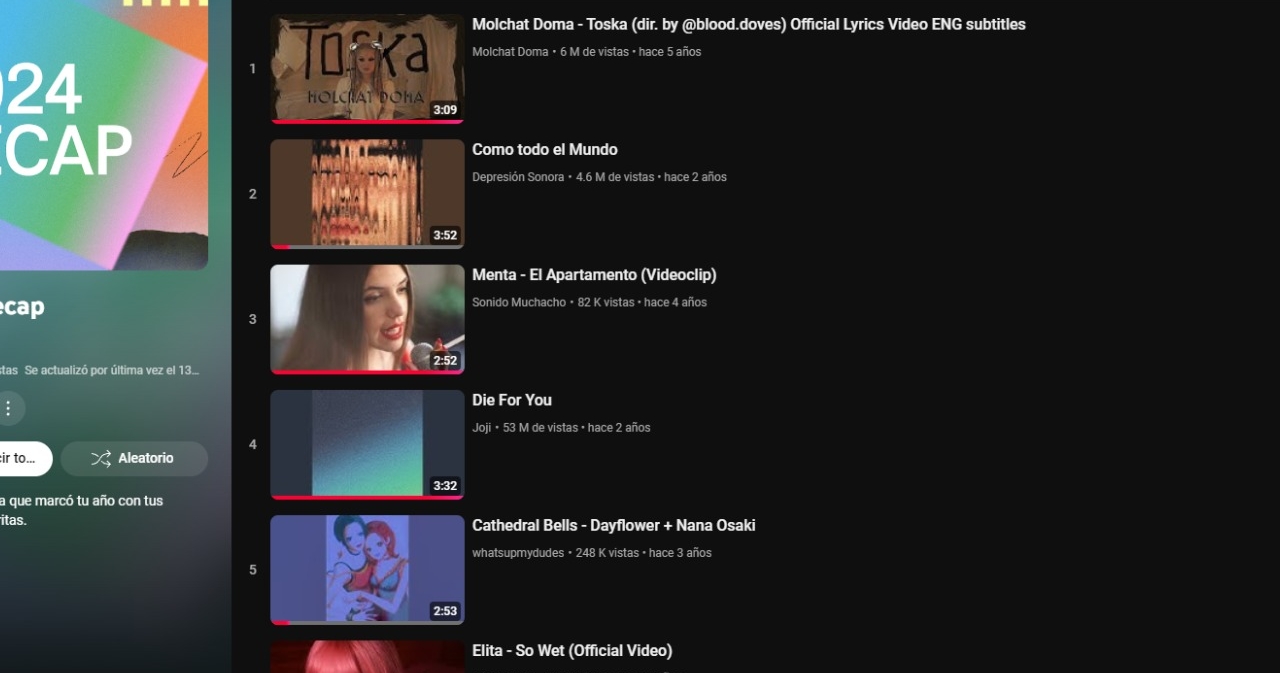 024
ECAP
ecap
stas Se actualizó por última vez el 13...
cir to...
Aleatorio
a que marcó tu año con tus
ritas.
1
TOSKA
MOLCHAT DOMA
3:09
Molchat Doma - Toska (dir. by @blood.doves) Official Lyrics Video ENG subtitles
Molchat Doma • 6 M de vistas • hace 5 años
2
3:52
Como todo el Mundo
Depresión Sonora • 4.6 M de vistas • hace 2 años
3
2:52
Menta - El Apartamento (Videoclip)
Sonido Muchacho • 82 K vistas • hace 4 años
4
3:32
Die For You
Joji • 53 M de vistas • hace 2 años
5
2:53
Cathedral Bells - Dayflower + Nana Osaki
whatsupmydudes • 248 K vistas • hace 3 años
Elita - So Wet (Official Video)